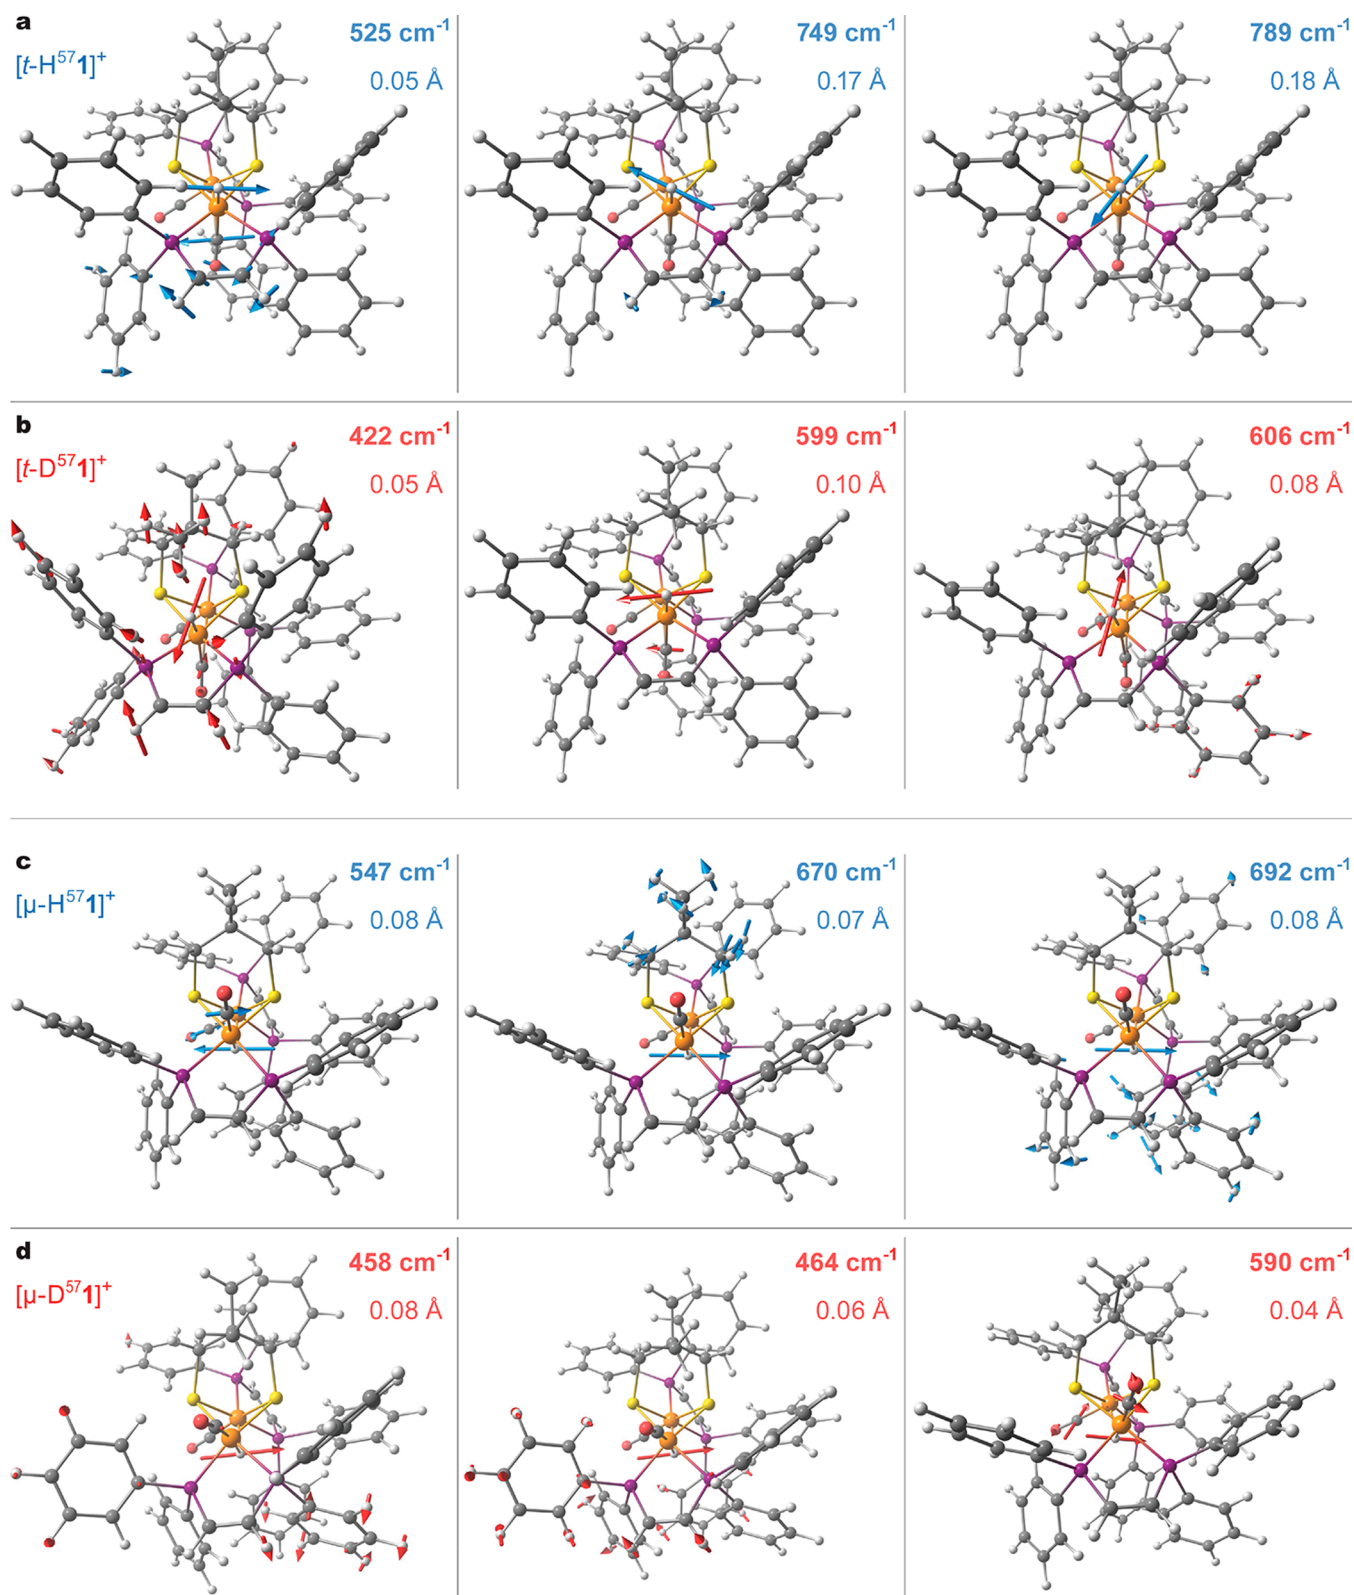 a
[t-H⁵⁷1]⁺
525 cm⁻¹
0.05 Å
749 cm⁻¹
0.17 Å
789 cm⁻¹
0.18 Å
b
[t-D⁵⁷1]⁺
422 cm⁻¹
0.05 Å
599 cm⁻¹
0.10 Å
606 cm⁻¹
0.08 Å
c
[μ-H⁵⁷1]⁺
547 cm⁻¹
0.08 Å
670 cm⁻¹
0.07 Å
692 cm⁻¹
0.08 Å
d
[μ-D⁵⁷1]⁺
458 cm⁻¹
0.08 Å
464 cm⁻¹
0.06 Å
590 cm⁻¹
0.04 Å